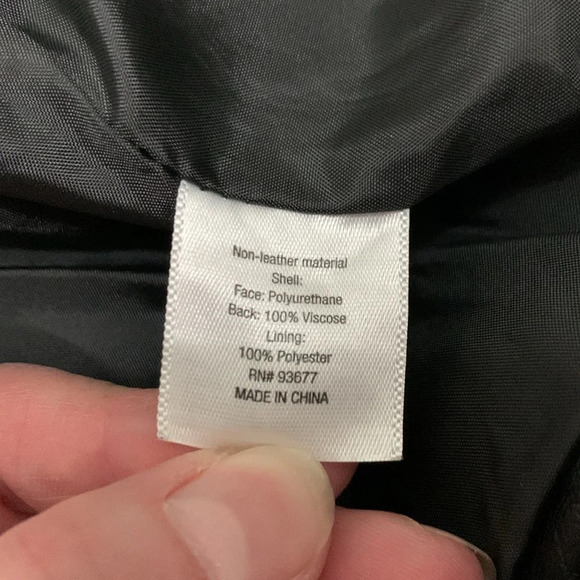 Non-leather material
Shell:
Face: Polyurethane
Back: 100% Viscose
Lining:
100% Polyester
RN# 93677
MADE IN CHINA